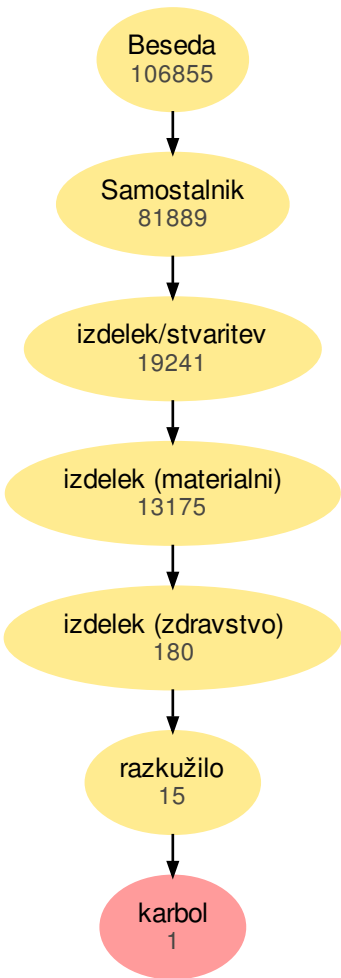 Beseda
106855
Samostalnik
81889
izdelek/stvaritev
19241
izdelek (materialni)
13175
izdelek (zdravstvo)
180
razkužilo
15
karbol
1